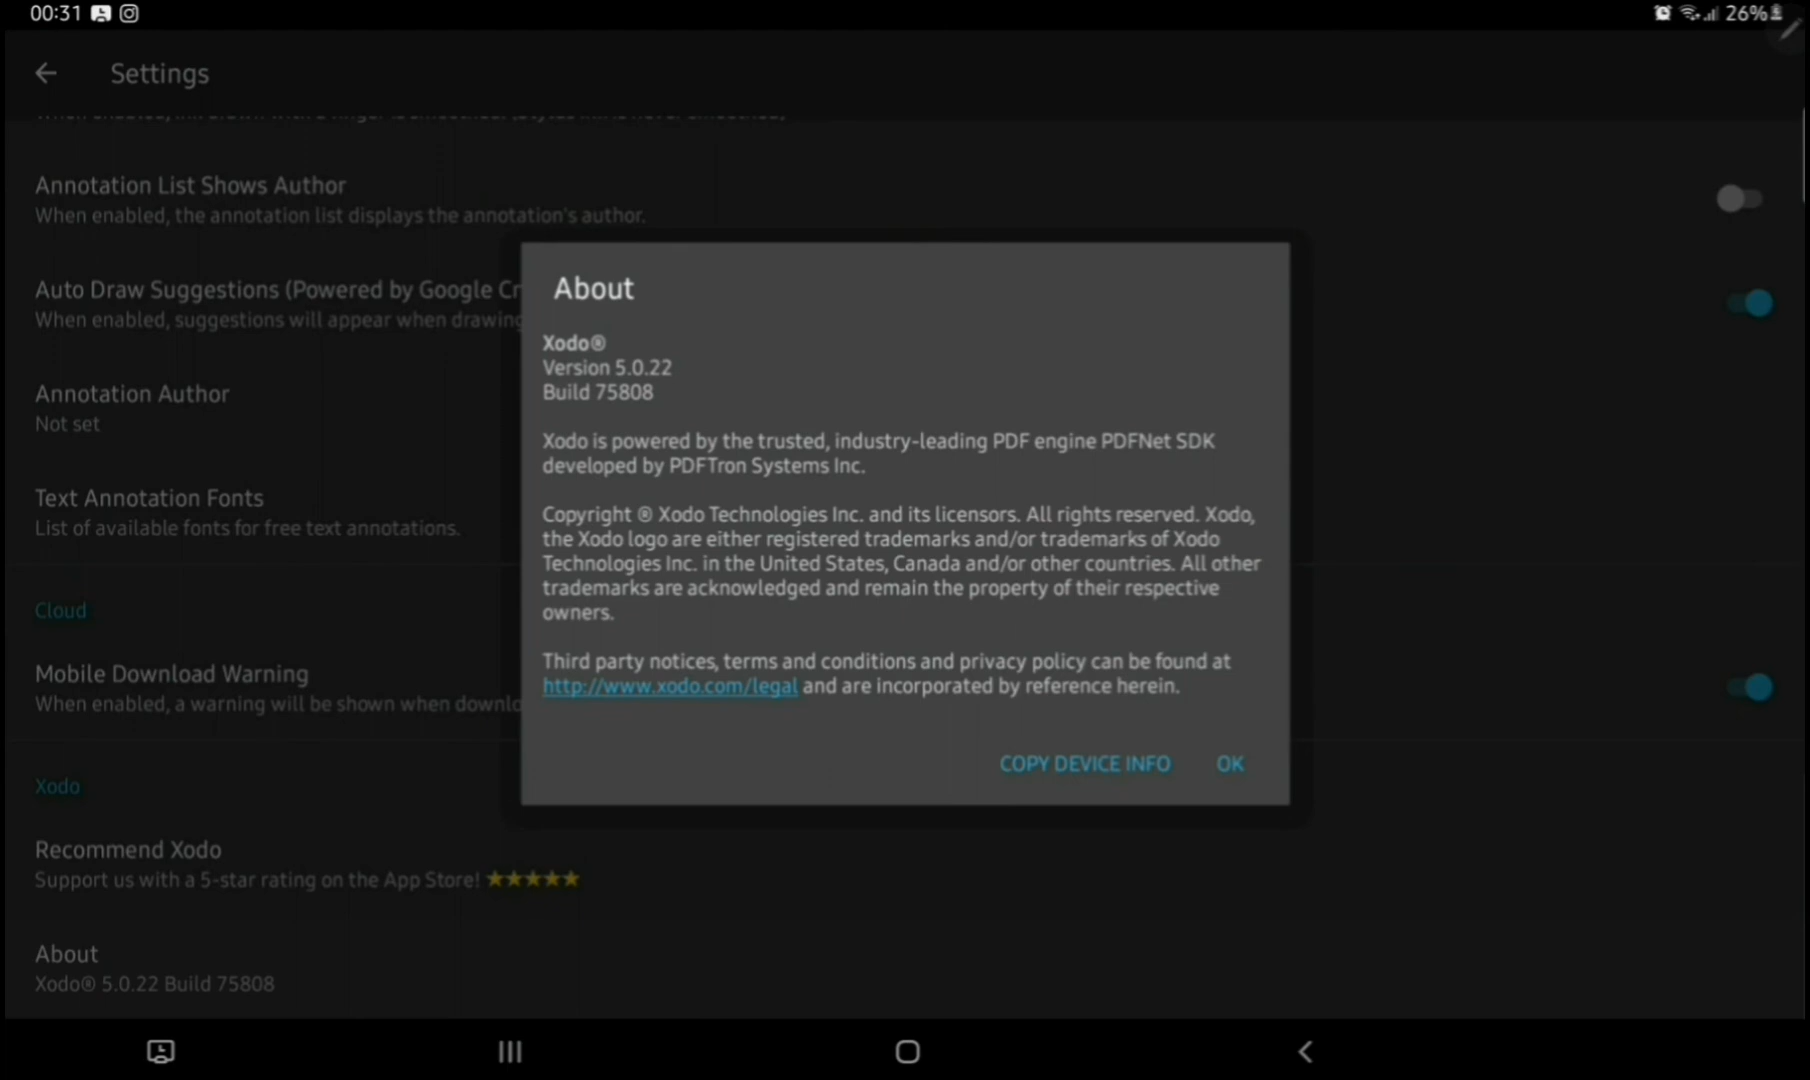 00:31
26%
Settings
Annotation List Shows Author
When enabled, the annotation list displays the annotation's author.
Auto Draw Suggestions (Powered by Google Cr
When enabled, suggestions will appear when drawing
Annotation Author
Not set
Text Annotation Fonts
List of available fonts for free text annotations.
Cloud
Mobile Download Warning
When enabled, a warning will be shown when downlo
Xodo
Recommend Xodo
Support us with a 5-star rating on the App Store! ★★★★★
About
Xodo® 5.0.22 Build 75808
About
Xodo®
Version 5.0.22
Build 75808
Xodo is powered by the trusted, industry-leading PDF engine PDFNet SDK
developed by PDFTron Systems Inc.
Copyright ® Xodo Technologies Inc. and its licensors. All rights reserved. Xodo,
the Xodo logo are either registered trademarks and/or trademarks of Xodo
Technologies Inc. in the United States, Canada and/or other countries. All other
trademarks are acknowledged and remain the property of their respective
owners.
Third party notices, terms and conditions and privacy policy can be found at
http://www.xodo.com/legal and are incorporated by reference herein.
COPY DEVICE INFO OK